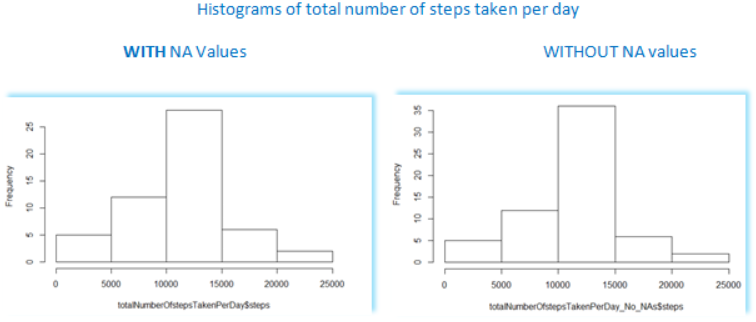 Histograms of total number of steps taken per day
WITH NA Values
WITHOUT NA values
Frequency
0 5 10 15 20 25
0 5000 10000 15000 20000 25000
totalNumberOfstepsTakenPerDay$steps
Frequency
0 5 10 15 20 25 30 35
0 5000 10000 15000 20000 25000
totalNumberOfstepsTakenPerDay_No_NAs$steps